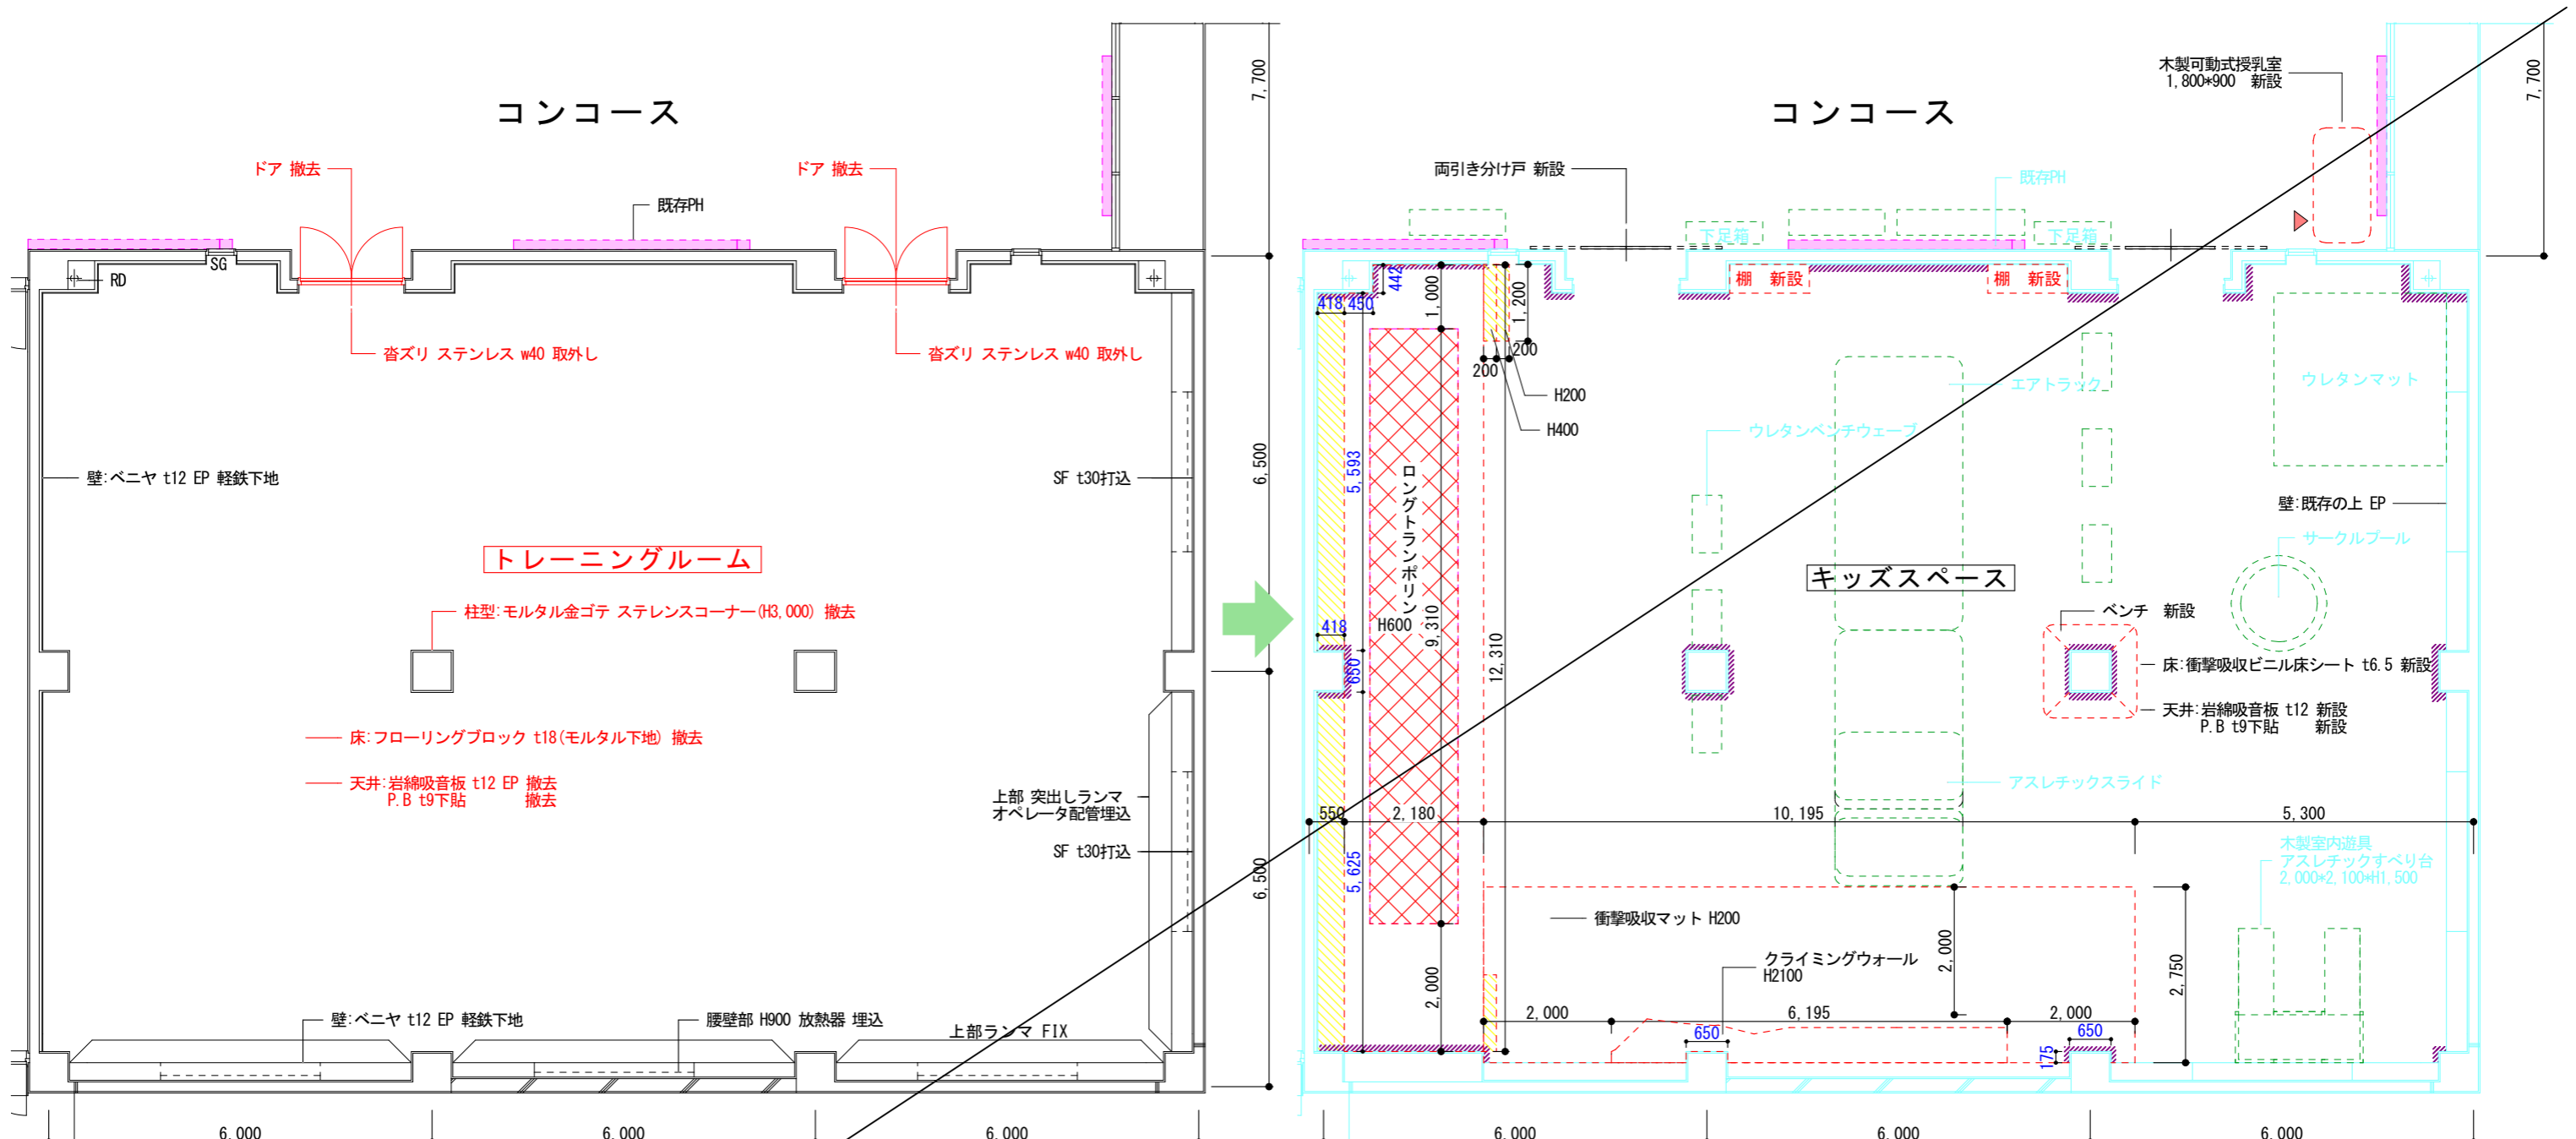 コンコース
7,700
ドア 撤去
ドア 撤去
既存PH
SG
RD
沓ズリ ステンレス w40 取外し
沓ズリ ステンレス w40 取外し
壁:ベニヤ t12 EP 軽鉄下地
SF t30打込
6,500
トレーニングルーム
柱型:モルタル金ゴテ ステレンスコーナー(H3,000) 撤去
床:フローリングブロック t18(モルタル下地) 撤去
天井:岩綿吸音板 t12 EP 撤去
P.B t9下貼 撤去
上部 突出しランマ
オペレータ配管埋込
SF t30打込
6,500
壁:ベニヤ t12 EP 軽鉄下地
腰壁部 H900 放熱器 埋込
上部ランマ FIX
6,000
6,000
6,000
コンコース
木製可動式授乳室
1,800*900 新設
7,700
両引き分け戸 新設
既存PH
下足箱
下足箱
棚 新設
棚 新設
442
418
450
1,000
1,200
200
200
H200
H400
エアトラック
ウレタンマット
ウレタンベンチウェーブ
5,593
ロングトランポリン
H600
9,310
12,310
壁:既存の上 EP
サークルプール
キッズスペース
ベンチ 新設
418
650
床:衝撃吸収ビニル床シート t6.5 新設
天井:岩綿吸音板 t12 新設
P.B t9下貼 新設
アスレチックスライド
550
2,180
10,195
5,300
5,625
木製室内遊具
アスレチックすべり台
2,000*2,100*H1,500
衝撃吸収マット H200
クライミングウォール
H2100
2,000
2,000
2,750
2,000
6,195
2,000
650
650
175
6,000
6,000
6,000